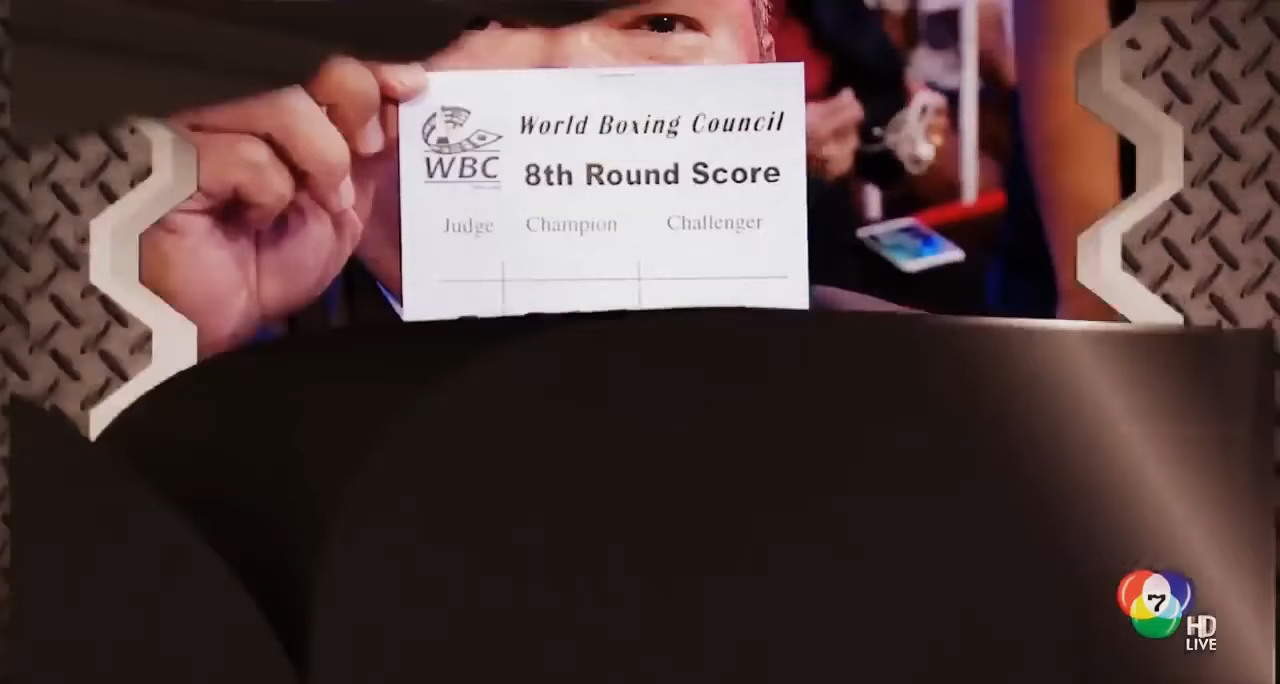 WBC
World Boxing Council
8th Round Score
Judge Champion Challenger
7
HD
LIVE